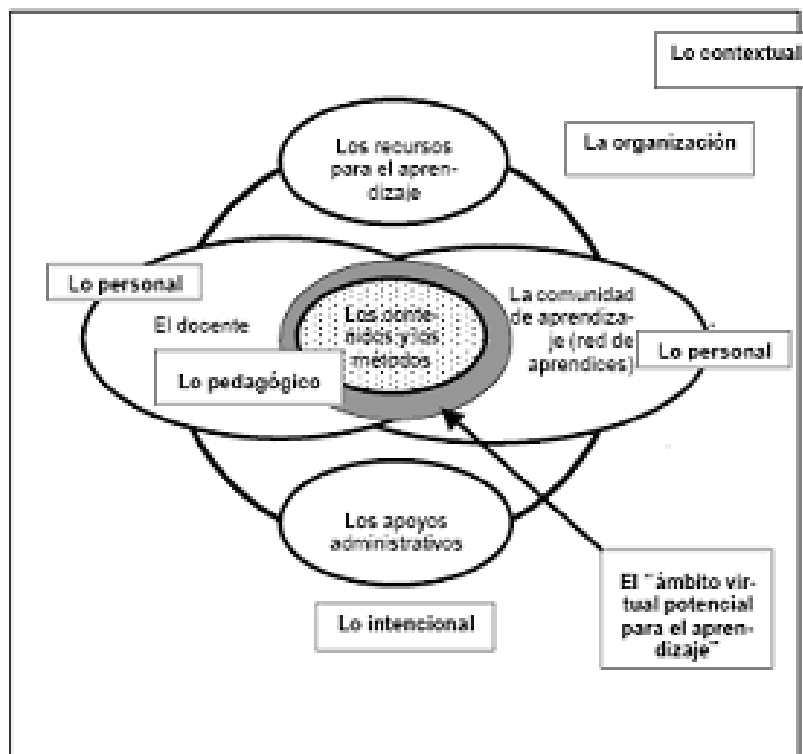 Lo contextual
La organización
Los recursos
para el apren-
dizaje
Lo personal
El docente
Lo pedagógico
Los conte-
nidos y los
métodos
La comunidad
de aprendiza-
je (red de
aprendices)
Lo personal
Los apoyos
administrativos
Lo intencional
El ¨ámbito vir-
tual potencial
para el apren-
dizaje¨